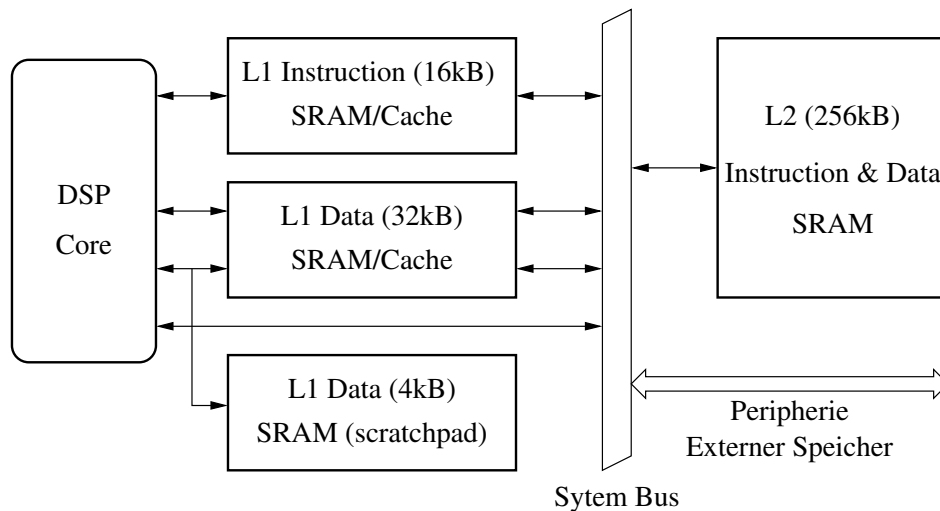 DSP
Core
L1 Instruction (16kB)
SRAM/Cache
L1 Data (32kB)
SRAM/Cache
L1 Data (4kB)
SRAM (scratchpad)
Sytem Bus
L2 (256kB)
Instruction & Data
SRAM
Peripherie
Externer Speicher